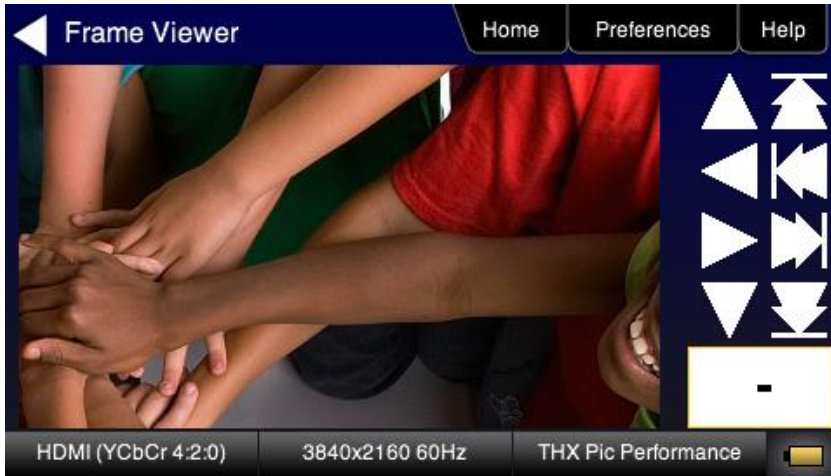 Frame Viewer
Home
Preferences
Help
-
HDMI (YCbCr 4:2:0)
3840x2160 60Hz
THX Pic Performance